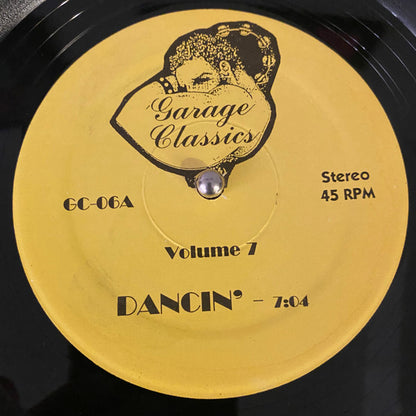 Garage
Classics
GC-06A
Stereo
45 RPM
Volume 7
DANCIN' - 7:04